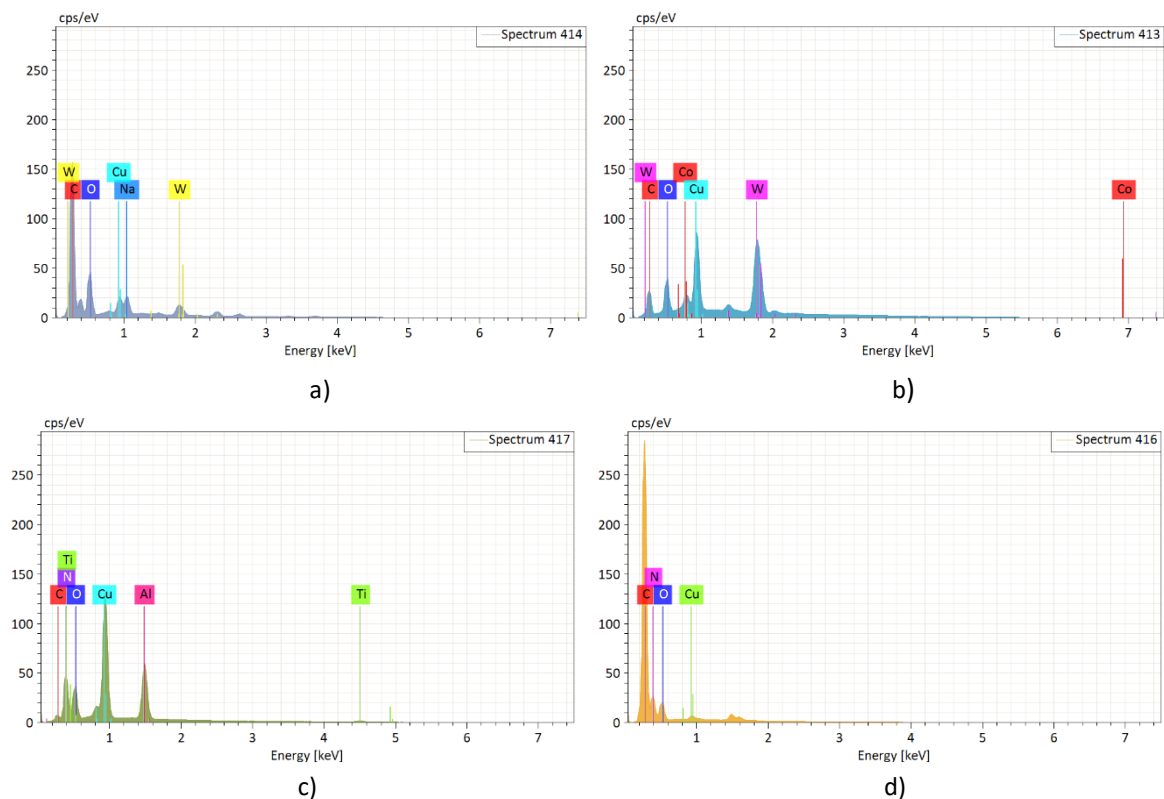 cps/eV
Spectrum 414
250
200
150
100
50
0
W
Cu
C
O
Na
W
1 2 3 4 5 6 7
Energy [keV]
a)
cps/eV
Spectrum 413
250
200
150
100
50
0
W
Co
C
O
Cu
W
Co
1 2 3 4 5 6 7
Energy [keV]
b)
cps/eV
Spectrum 417
250
200
150
100
50
0
Ti
N
C
O
Cu
Al
Ti
1 2 3 4 5 6 7
Energy [keV]
c)
cps/eV
Spectrum 416
250
200
150
100
50
0
N
C
O
Cu
1 2 3 4 5 6 7
Energy [keV]
d)